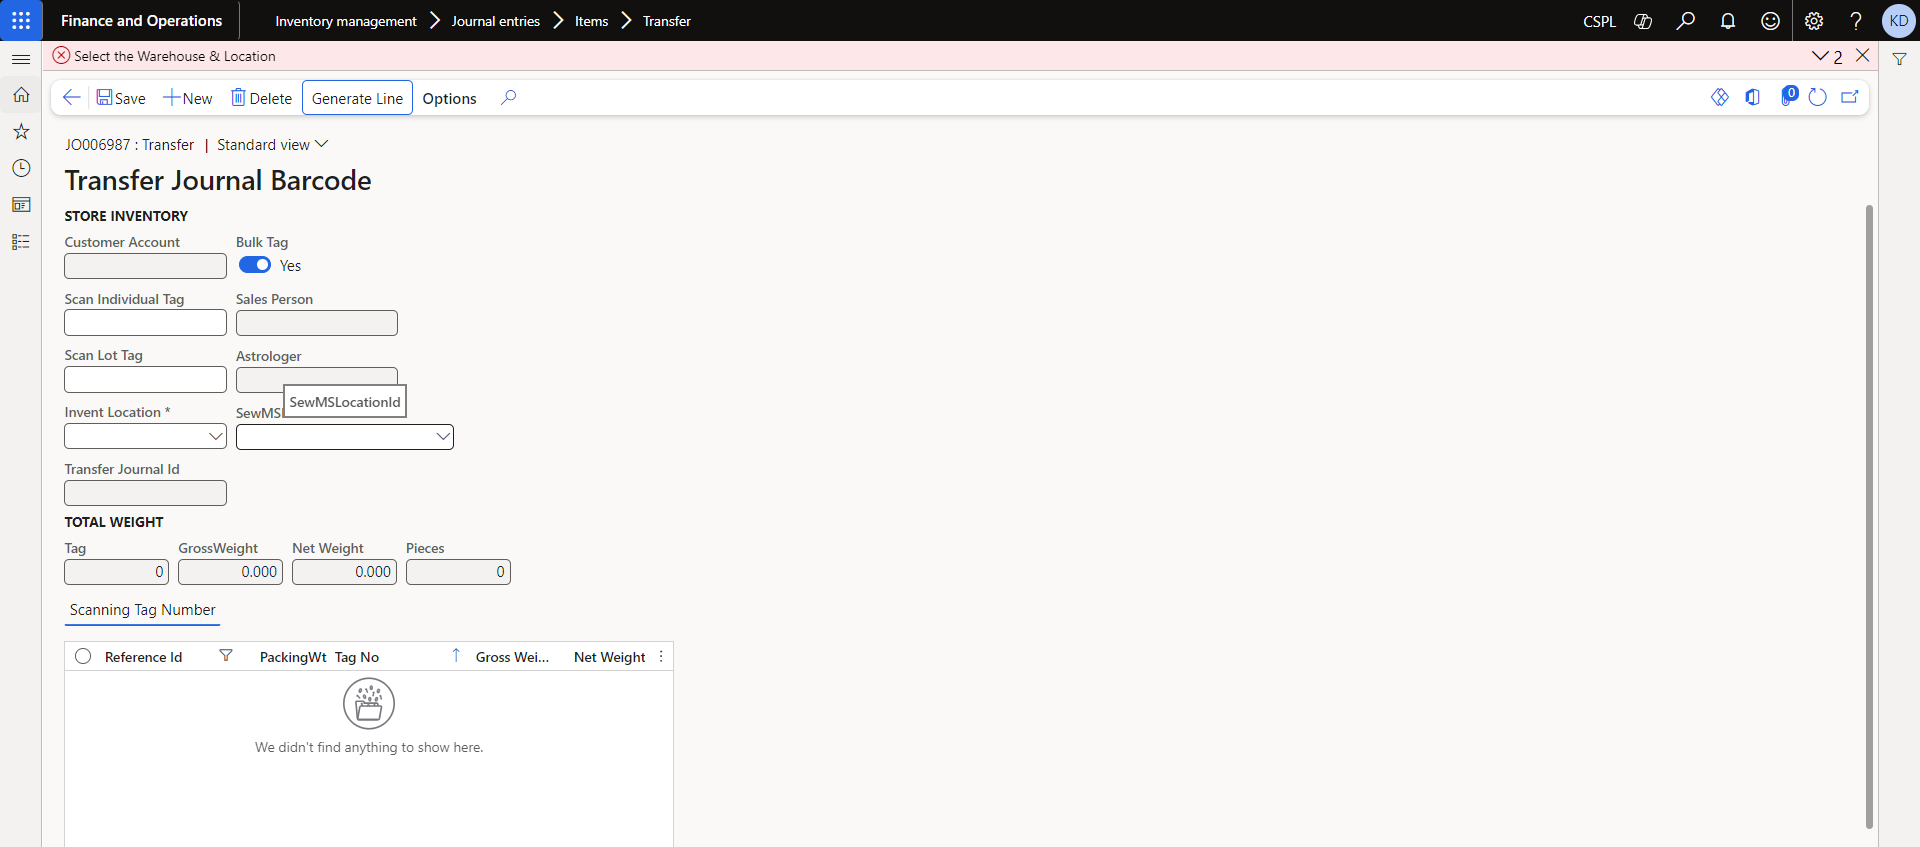 Finance and Operations
Inventory management > Journal entries > Items > Transfer
CSPL
KD
Select the Warehouse & Location
2
Save
New
Delete
Generate Line
Options
0
JO006987 : Transfer | Standard view
Transfer Journal Barcode
STORE INVENTORY
Customer Account
Bulk Tag
Yes
Scan Individual Tag
Sales Person
Scan Lot Tag
Astrologer
SewMSLocationId
Invent Location *
SewMS
Transfer Journal Id
TOTAL WEIGHT
Tag
GrossWeight
Net Weight
Pieces
0
0.000
0.000
0
Scanning Tag Number
Reference Id
PackingWt
Tag No
Gross Wei...
Net Weight
We didn't find anything to show here.